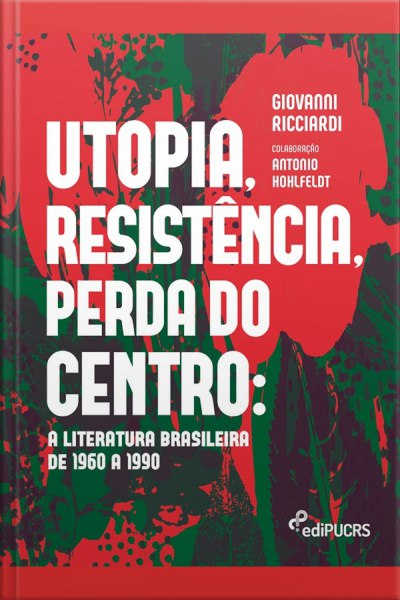 GIOVANNI
RICCIARDI
COLABORAÇÃO
ANTONIO
HOHLFELDT
UTOPIA,
RESISTÊNCIA,
PERDA DO
CENTRO:
A LITERATURA BRASILEIRA
DE 1960 A 1990
ediPUCRS